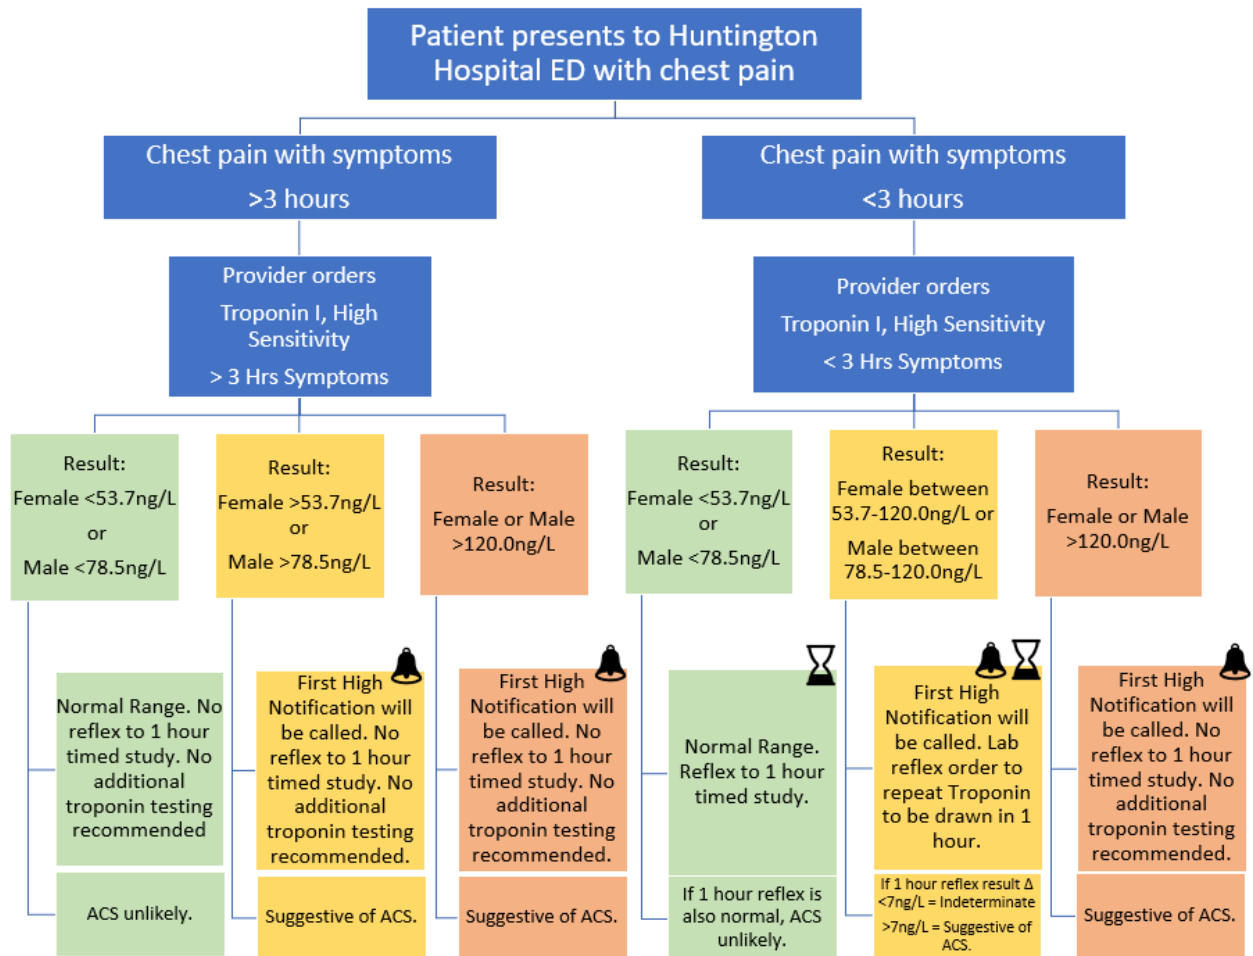 Patient presents to Huntington
Hospital ED with chest pain
Chest pain with symptoms
>3 hours
Chest pain with symptoms
<3 hours
Provider orders
Troponin I, High
Sensitivity
> 3 Hrs Symptoms
Provider orders
Troponin I, High Sensitivity
< 3 Hrs Symptoms
Result:
Female <53.7ng/L
or
Male <78.5ng/L
Result:
Female >53.7ng/L
or
Male >78.5ng/L
Result:
Female or Male
>120.0ng/L
Result:
Female <53.7ng/L
or
Male <78.5ng/L
Result:
Female between
53.7-120.0ng/L or
Male between
78.5-120.0ng/L
Result:
Female or Male
>120.0ng/L
Normal Range. No
reflex to 1 hour
timed study. No
additional
troponin testing
recommended
First High
Notification will
be called. No
reflex to 1 hour
timed study. No
additional
troponin testing
recommended.
First High
Notification will
be called. No
reflex to 1 hour
timed study. No
additional
troponin testing
recommended.
Normal Range.
Reflex to 1 hour
timed study.
First High
Notification will
be called. Lab
reflex order to
repeat Troponin
to be drawn in 1
hour.
First High
Notification will
be called. No
reflex to 1 hour
timed study. No
additional
troponin testing
recommended.
ACS unlikely.
Suggestive of ACS.
Suggestive of ACS.
If 1 hour reflex is
also normal, ACS
unlikely.
If 1 hour reflex result Δ
<7ng/L = Indeterminate
>7ng/L = Suggestive of
ACS.
Suggestive of ACS.